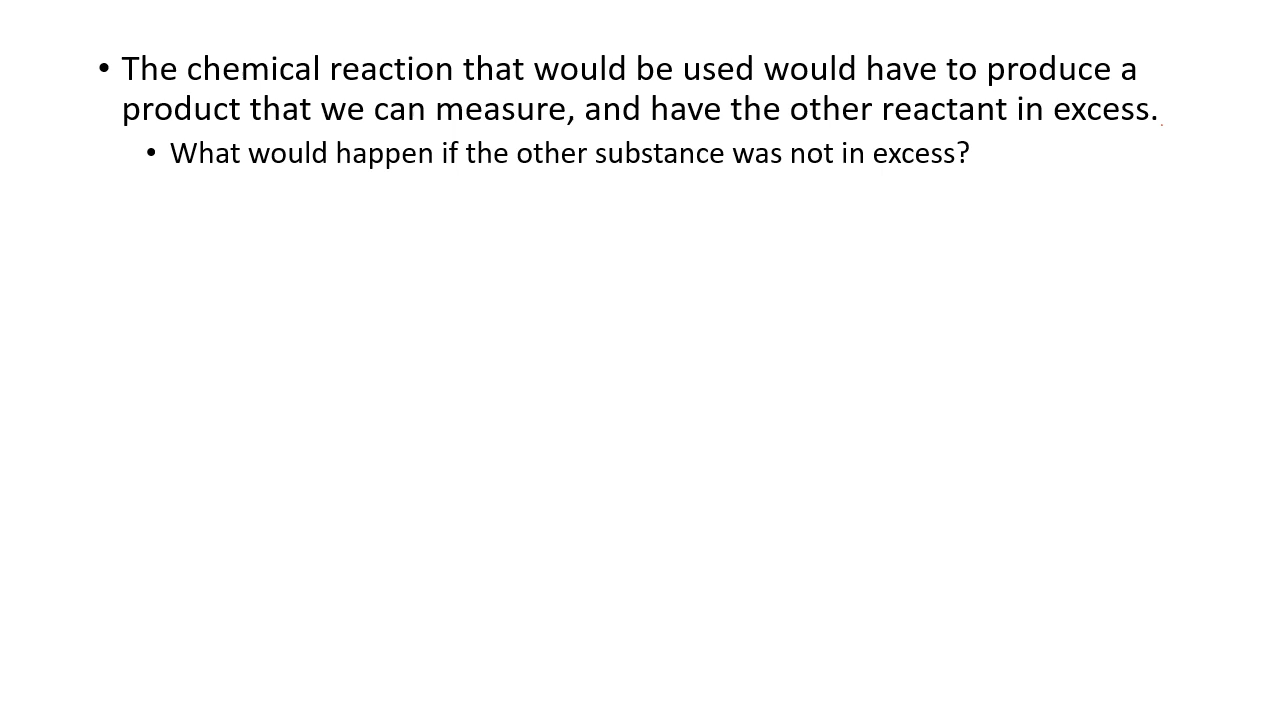 • The chemical reaction that would be used would have to produce a
product that we can measure, and have the other reactant in excess.
• What would happen if the other substance was not in excess?